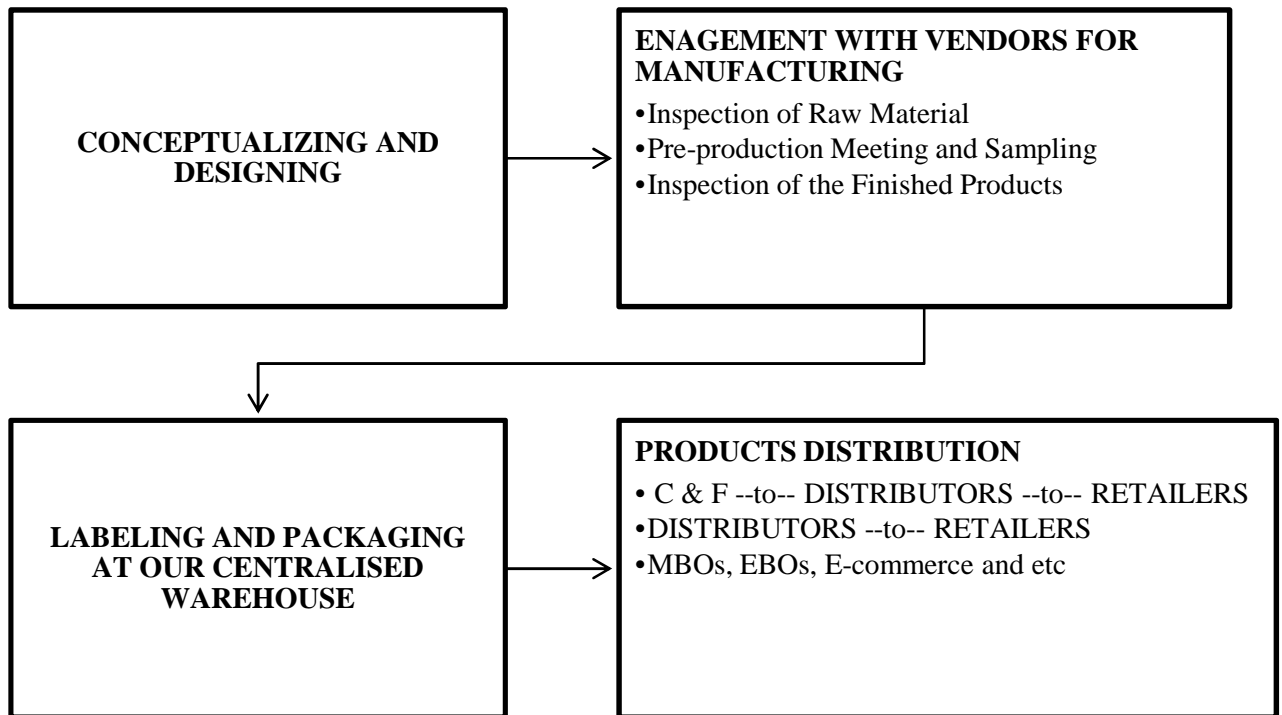 CONCEPTUALIZING AND
DESIGNING
ENAGEMENT WITH VENDORS FOR
MANUFACTURING
•Inspection of Raw Material
•Pre-production Meeting and Sampling
•Inspection of the Finished Products
LABELING AND PACKAGING
AT OUR CENTRALISED
WAREHOUSE
PRODUCTS DISTRIBUTION
• C & F --to-- DISTRIBUTORS --to-- RETAILERS
•DISTRIBUTORS --to-- RETAILERS
•MBOs, EBOs, E-commerce and etc